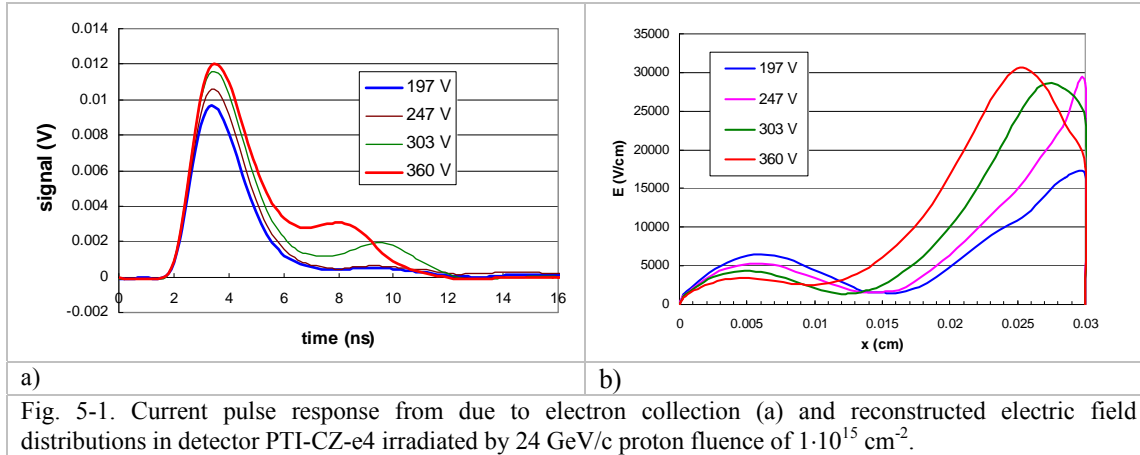 0.014
0.012
0.01
0.008
0.006
0.004
0.002
0
-0.002
signal (V)
197 V
247 V
303 V
360 V
0 2 4 6 8 10 12 14 16
time (ns)
35000
30000
25000
20000
15000
10000
5000
0
E (V/cm)
197 V
247 V
303 V
360 V
0 0.005 0.01 0.015 0.02 0.025 0.03
x (cm)
a)
b)
Fig. 5-1. Current pulse response from due to electron collection (a) and reconstructed electric field
distributions in detector PTI-CZ-e4 irradiated by 24 GeV/c proton fluence of 1·10¹⁵ cm⁻².